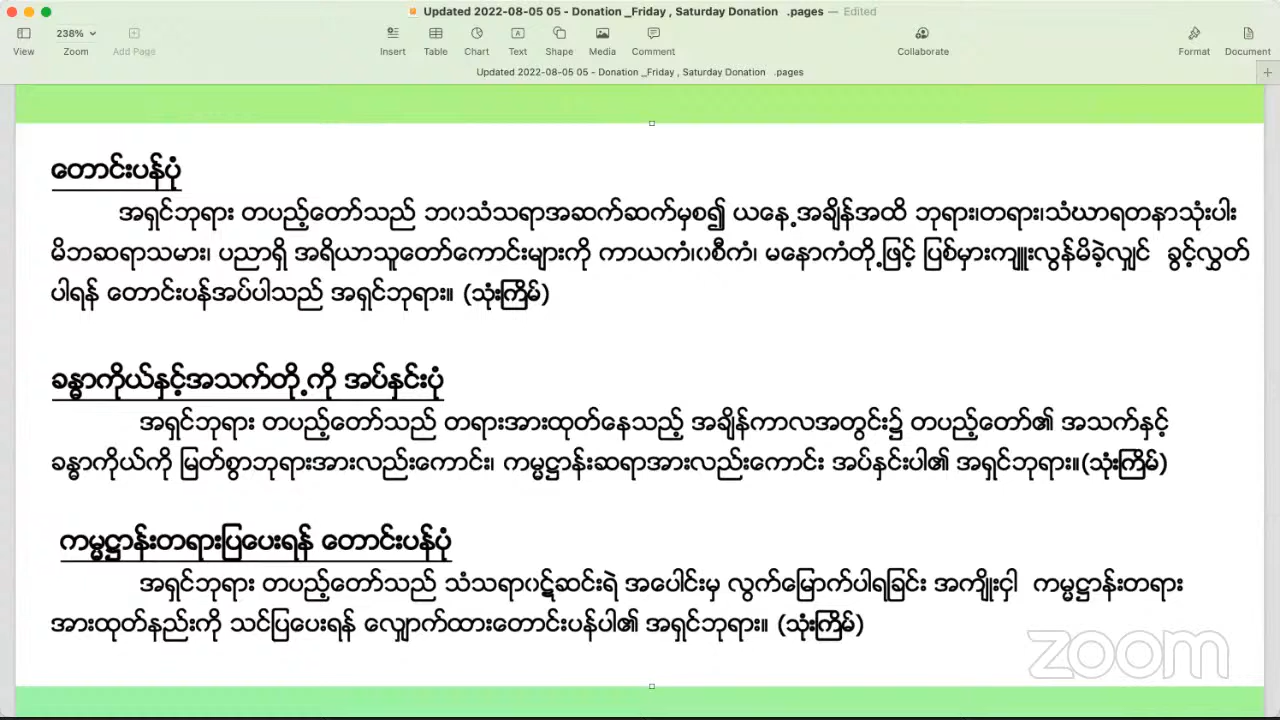 Updated 2022-08-05 05 - Donation _Friday , Saturday Donation .pages — Edited
238%
View Zoom Add Page Insert Table Chart Text Shape Media Comment Collaborate Format Document
Updated 2022-08-05 05 - Donation _Friday , Saturday Donation .pages
တောင်းပန်ပုံ
အရှင်ဘုရား တပည့်တော်သည် ဘဝသံသရာအဆက်ဆက်မှစ၍ ယနေ့အချိန်အထိ ဘုရား၊တရား၊သံဃာရတနာသုံးပါး
မိဘဆရာသမား၊ ပညာရှိ အရိယာသူတော်ကောင်းများကို ကာယကံ၊ဝစီကံ၊ မနောကံတို့ဖြင့် ပြစ်မှားကျူးလွန်မိခဲ့လျှင် ခွင့်လွှတ်
ပါရန် တောင်းပန်အပ်ပါသည် အရှင်ဘုရား။ (သုံးကြိမ်)
ခန္ဓာကိုယ်နှင့်အသက်တို့ကို အပ်နှင်းပုံ
အရှင်ဘုရား တပည့်တော်သည် တရားအားထုတ်နေသည့် အချိန်ကာလအတွင်း၌ တပည့်တော်၏ အသက်နှင့်
ခန္ဓာကိုယ်ကို မြတ်စွာဘုရားအားလည်းကောင်း၊ ကမ္မဋ္ဌာန်းဆရာအားလည်းကောင်း အပ်နှင်းပါ၏ အရှင်ဘုရား။(သုံးကြိမ်)
ကမ္မဋ္ဌာန်းတရားပြပေးရန် တောင်းပန်ပုံ
အရှင်ဘုရား တပည့်တော်သည် သံသရာဝဋ်ဆင်းရဲ အပေါင်းမှ လွတ်မြောက်ပါရခြင်း အကျိုးငှါ ကမ္မဋ္ဌာန်းတရား
အားထုတ်နည်းကို သင်ပြပေးရန် လျှောက်ထားတောင်းပန်ပါ၏ အရှင်ဘုရား။ (သုံးကြိမ်)
zoom